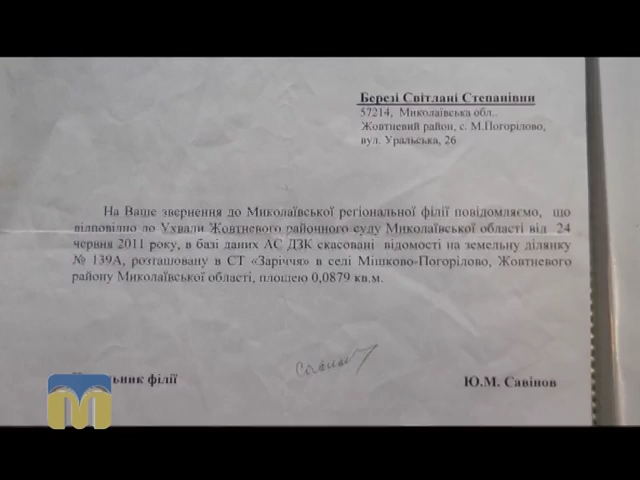 Березі Світлані Степанівни
57214, Миколаївська обл.
Жовтневий район, с. М.Погорілово,
вул. Уральська, 26
На Ваше звернення до Миколаївської регіональної філії повідомляємо, що
відповідно до Ухвали Жовтневого районного суду Миколаївської області від 24
червня 2011 року, в базі даних АС ДЗК скасовані відомості на земельну ділянку
№ 139А, розташовану в СТ «Заріччя» в селі Мішково-Погорілово, Жовтневого
району Миколаївської області, площею 0,0879 кв.м.
філії
Ю.М. Савінов
М